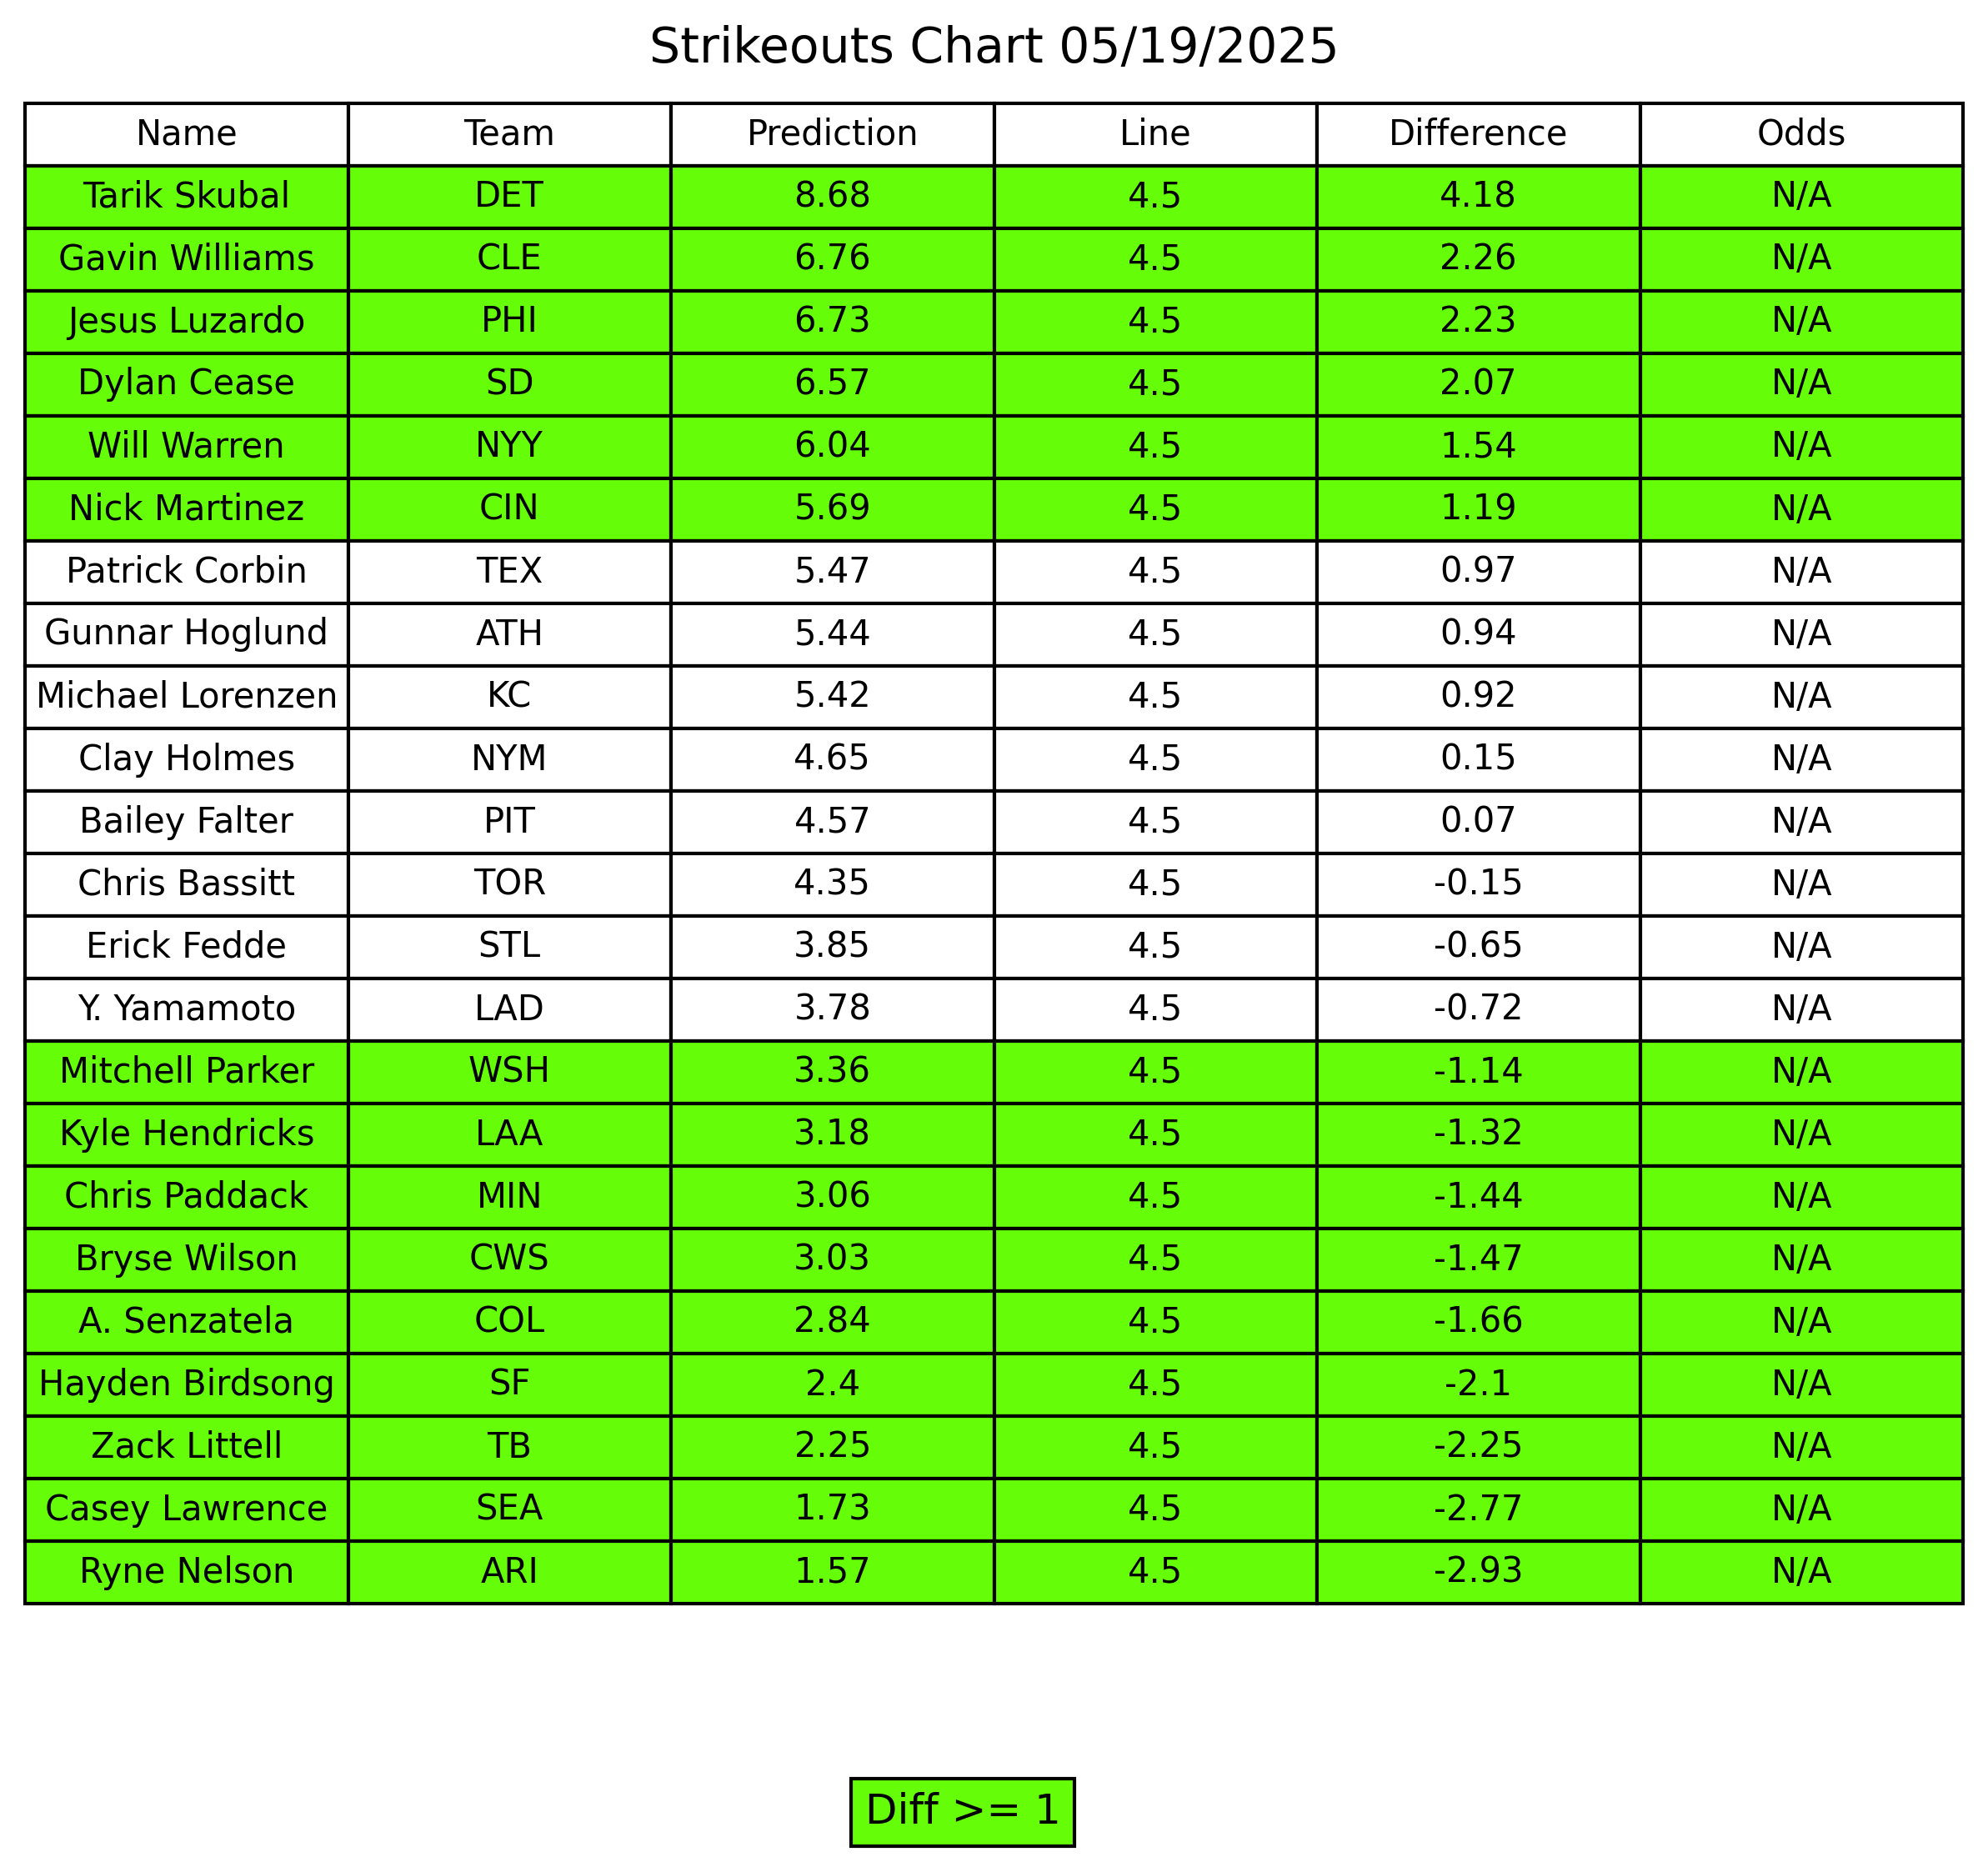 Strikeouts Chart 05/19/2025
Name Team Prediction Line Difference Odds
Tarik Skubal DET 8.68 4.5 4.18 N/A
Gavin Williams CLE 6.76 4.5 2.26 N/A
Jesus Luzardo PHI 6.73 4.5 2.23 N/A
Dylan Cease SD 6.57 4.5 2.07 N/A
Will Warren NYY 6.04 4.5 1.54 N/A
Nick Martinez CIN 5.69 4.5 1.19 N/A
Patrick Corbin TEX 5.47 4.5 0.97 N/A
Gunnar Hoglund ATH 5.44 4.5 0.94 N/A
Michael Lorenzen KC 5.42 4.5 0.92 N/A
Clay Holmes NYM 4.65 4.5 0.15 N/A
Bailey Falter PIT 4.57 4.5 0.07 N/A
Chris Bassitt TOR 4.35 4.5 -0.15 N/A
Erick Fedde STL 3.85 4.5 -0.65 N/A
Y. Yamamoto LAD 3.78 4.5 -0.72 N/A
Mitchell Parker WSH 3.36 4.5 -1.14 N/A
Kyle Hendricks LAA 3.18 4.5 -1.32 N/A
Chris Paddack MIN 3.06 4.5 -1.44 N/A
Bryse Wilson CWS 3.03 4.5 -1.47 N/A
A. Senzatela COL 2.84 4.5 -1.66 N/A
Hayden Birdsong SF 2.4 4.5 -2.1 N/A
Zack Littell TB 2.25 4.5 -2.25 N/A
Casey Lawrence SEA 1.73 4.5 -2.77 N/A
Ryne Nelson ARI 1.57 4.5 -2.93 N/A
Diff >= 1